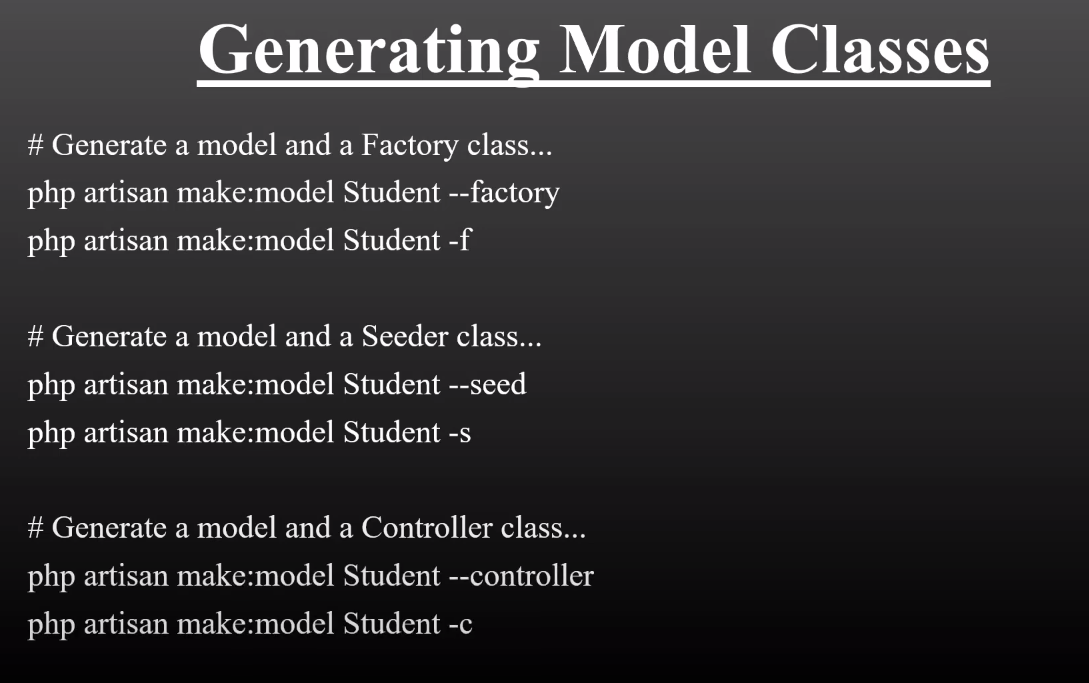 Generating Model Classes
# Generate a model and a Factory class...
php artisan make:model Student --factory
php artisan make:model Student -f
# Generate a model and a Seeder class...
php artisan make:model Student --seed
php artisan make:model Student -s
# Generate a model and a Controller class...
php artisan make:model Student --controller
php artisan make:model Student -c